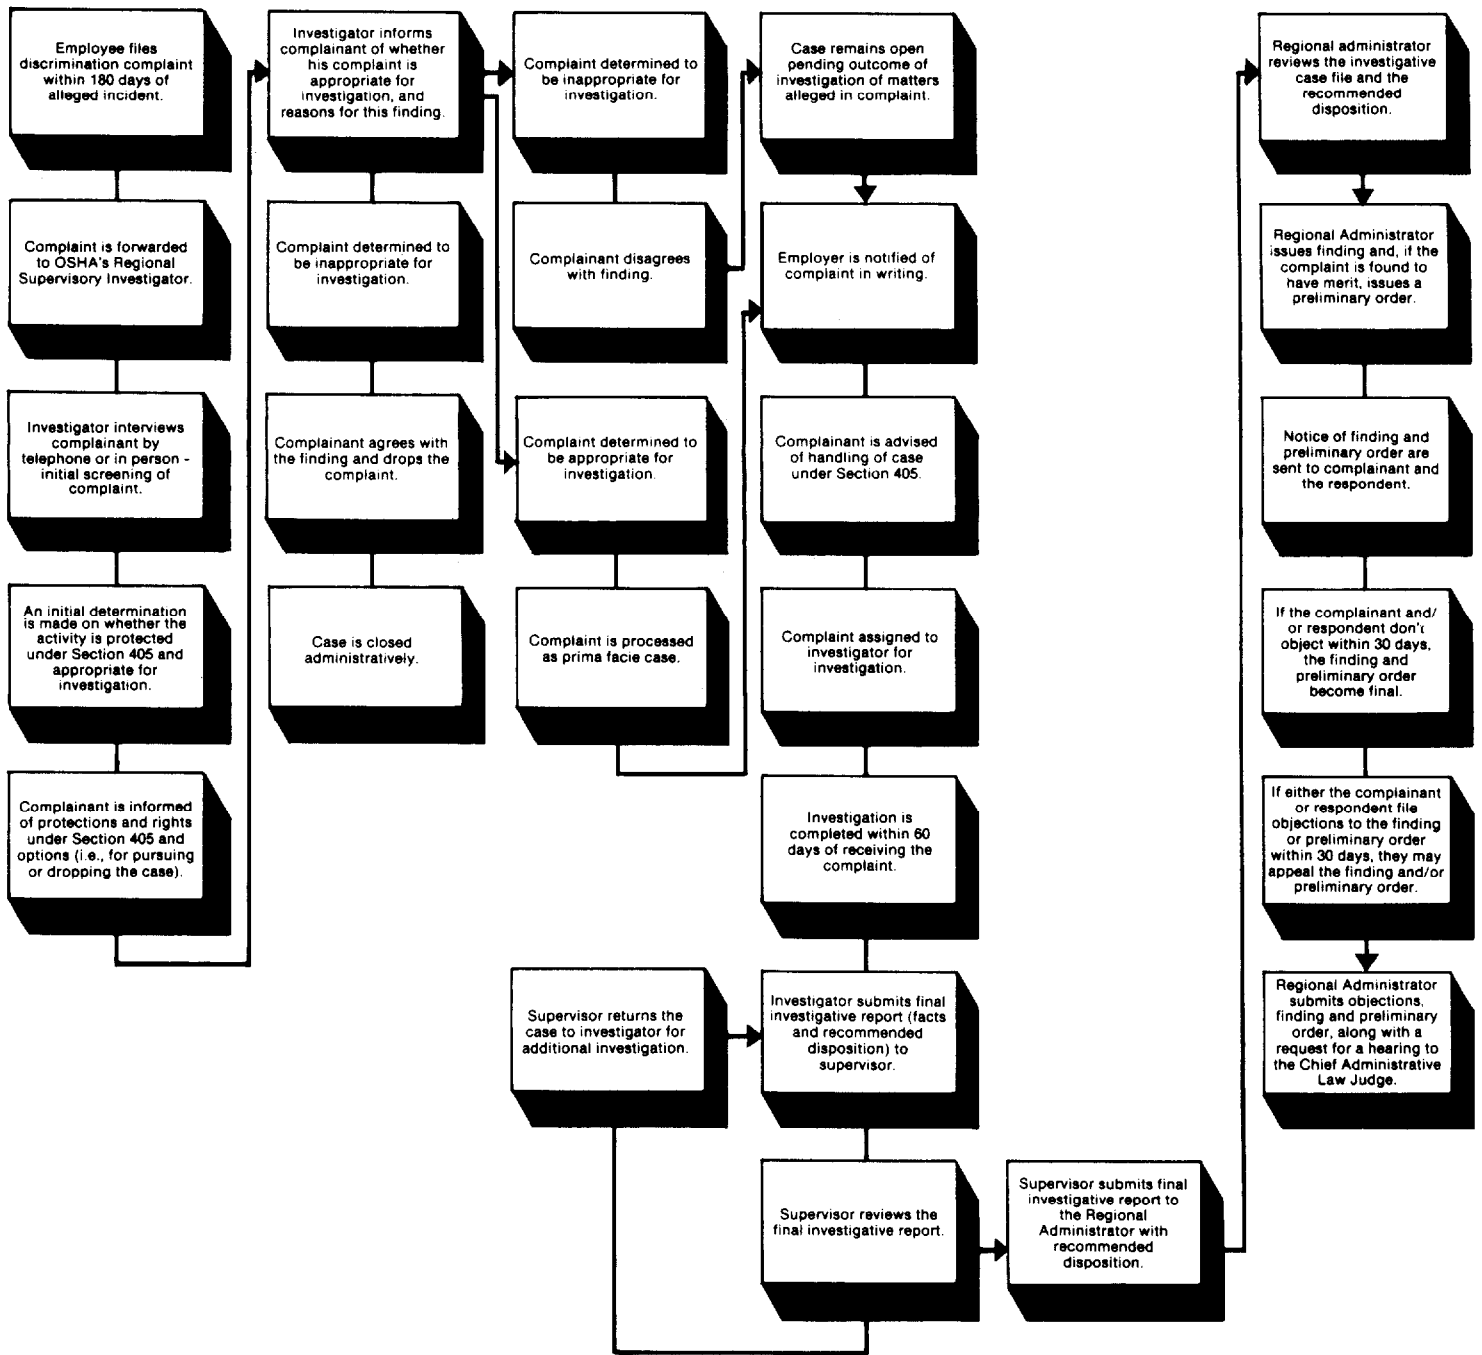 Employee files
discrimination complaint
within 180 days of
alleged incident.
Complaint is forwarded
to OSHA's Regional
Supervisory Investigator.
Investigator interviews
complainant by
telephone or in person -
initial screening of
complaint.
An initial determination
is made on whether the
activity is protected
under Section 405 and
appropriate for
investigation.
Complainant is informed
of protections and rights
under Section 405 and
options (i.e., for pursuing
or dropping the case).
Investigator informs
complainant of whether
his complaint is
appropriate for
investigation, and
reasons for this finding.
Complaint determined to
be inappropriate for
investigation.
Complainant agrees with
the finding and drops the
complaint.
Case is closed
administratively.
Complaint determined to
be inappropriate for
investigation.
Complainant disagrees
with finding.
Complaint determined to
be appropriate for
investigation.
Complaint is processed
as prima facie case.
Case remains open
pending outcome of
investigation of matters
alleged in complaint.
Employer is notified of
complaint in writing.
Complainant is advised
of handling of case
under Section 405.
Complaint assigned to
investigator for
investigation.
Investigation is
completed within 60
days of receiving the
complaint.
Supervisor returns the
case to investigator for
additional investigation.
Investigator submits final
investigative report (facts
and recommended
disposition) to
supervisor.
Supervisor reviews the
final investigative report.
Supervisor submits final
investigative report to
the Regional
Administrator with
recommended
disposition.
Regional administrator
reviews the investigative
case file and the
recommended
disposition.
Regional Administrator
issues finding and, if the
complaint is found to
have merit, issues a
preliminary order.
Notice of finding and
preliminary order are
sent to complainant and
the respondent.
If the complainant and/
or respondent don't
object within 30 days,
the finding and
preliminary order
become final.
If either the complainant
or respondent file
objections to the finding
or preliminary order
within 30 days, they may
appeal the finding and/or
preliminary order.
Regional Administrator
submits objections,
finding and preliminary
order, along with a
request for a hearing to
the Chief Administrative
Law Judge.